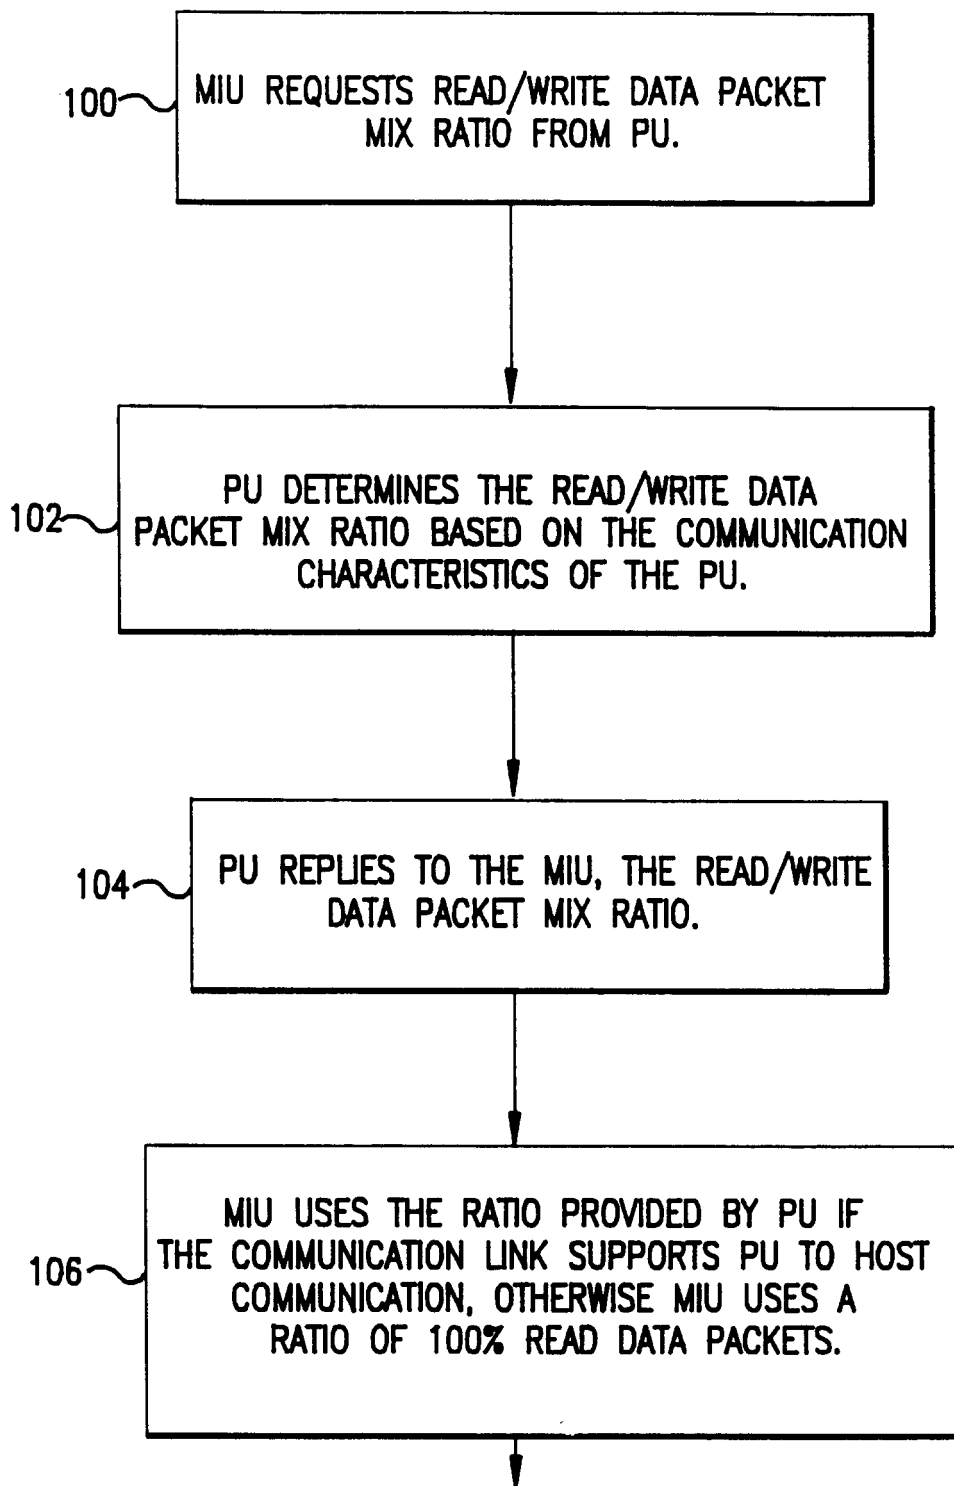 100
MIU REQUESTS READ/WRITE DATA PACKET
MIX RATIO FROM PU.
102
PU DETERMINES THE READ/WRITE DATA
PACKET MIX RATIO BASED ON THE COMMUNICATION
CHARACTERISTICS OF THE PU.
104
PU REPLIES TO THE MIU, THE READ/WRITE
DATA PACKET MIX RATIO.
106
MIU USES THE RATIO PROVIDED BY PU IF
THE COMMUNICATION LINK SUPPORTS PU TO HOST
COMMUNICATION, OTHERWISE MIU USES A
RATIO OF 100% READ DATA PACKETS.